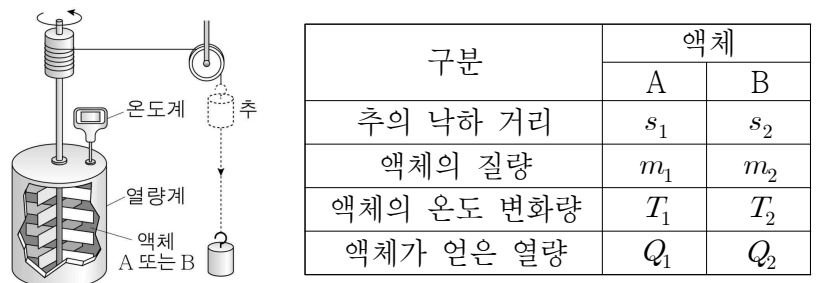 온도계
추
열량계
액체
A 또는 B
구분 액체
A B
추의 낙하 거리 s₁ s₂
액체의 질량 m₁ m₂
액체의 온도 변화량 T₁ T₂
액체가 얻은 열량 Q₁ Q₂